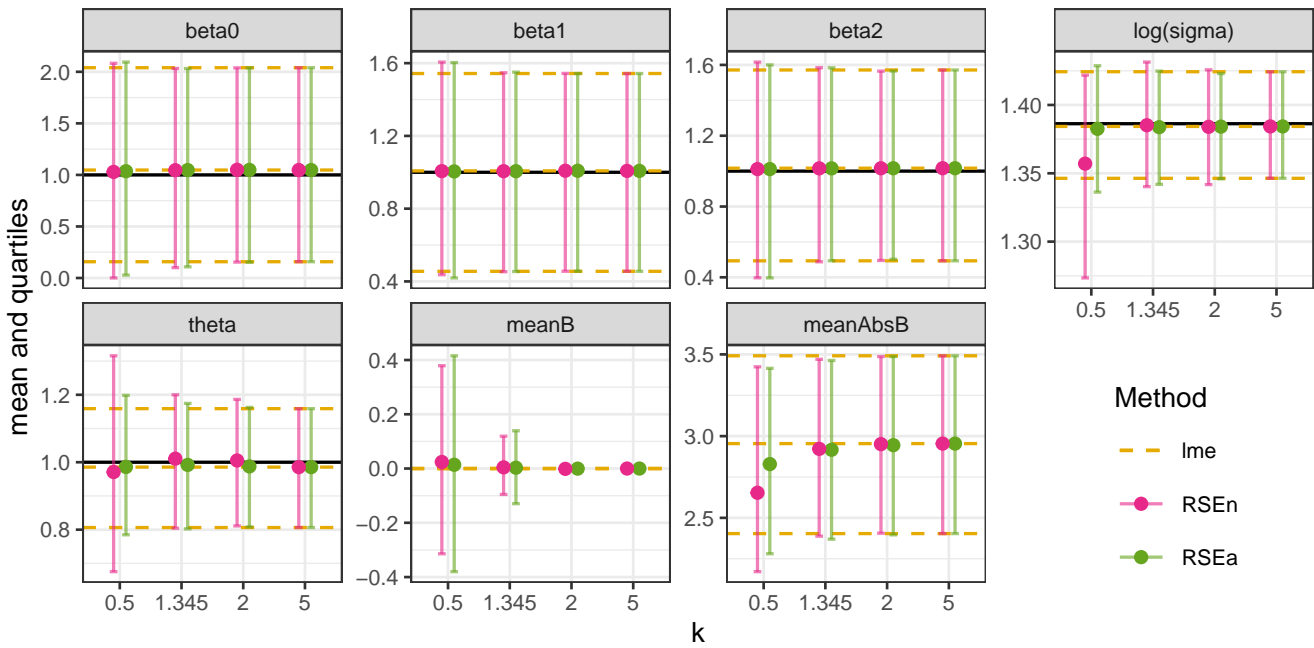 beta0
beta1
beta2
log(sigma)
2.0
1.5
1.0
0.5
0.0
1.6
1.2
0.8
0.4
1.6
1.2
0.8
0.4
1.40
1.35
1.30
0.5 1.345 2 5
mean and quartiles
theta
meanB
meanAbsB
1.2
1.0
0.8
0.4
0.2
0.0
−0.2
−0.4
3.5
3.0
2.5
0.5 1.345 2 5
0.5 1.345 2 5
0.5 1.345 2 5
k
Method
lme
RSEn
RSEa